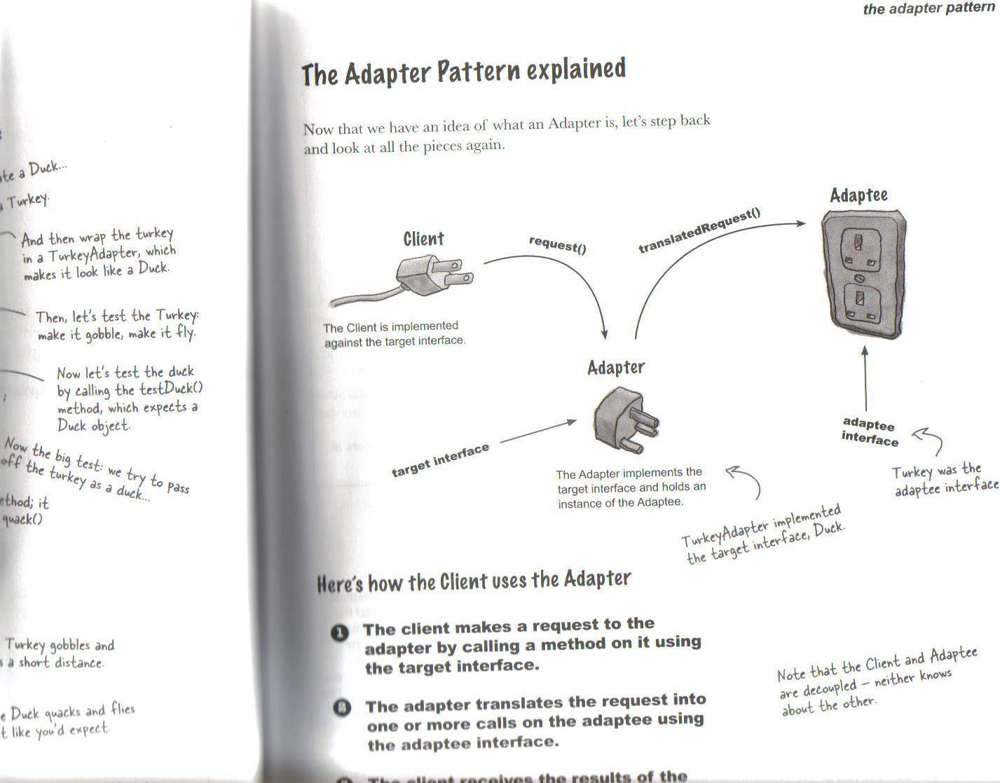 te a Duck...
Turkey.
And then wrap the turkey
in a TurkeyAdapter, which
makes it look like a Duck.
Then, let's test the Turkey:
make it gobble, make it fly.
Now let's test the duck
by calling the testDuck()
method, which expects a
Duck object.
Now the big test: we try to pass
off the turkey as a duck...
ethod; it
quack()
Turkey gobbles and
s a short distance.
e Duck quacks and flies
t like you'd expect.
the adapter pattern
The Adapter Pattern explained
Now that we have an idea of what an Adapter is, let's step back
and look at all the pieces again.
Client
request()
translatedRequest()
Adaptee
The Client is implemented
against the target interface.
Adapter
target interface
The Adapter implements the
target interface and holds an
instance of the Adaptee.
adaptee
interface
Turkey was the
adaptee interface
TurkeyAdapter implemented
the target interface, Duck.
Here's how the Client uses the Adapter
1 The client makes a request to the
adapter by calling a method on it using
the target interface.
2 The adapter translates the request into
one or more calls on the adaptee using
the adaptee interface.
Note that the Client and Adaptee
are decoupled – neither knows
about the other.
The client receives the results of the